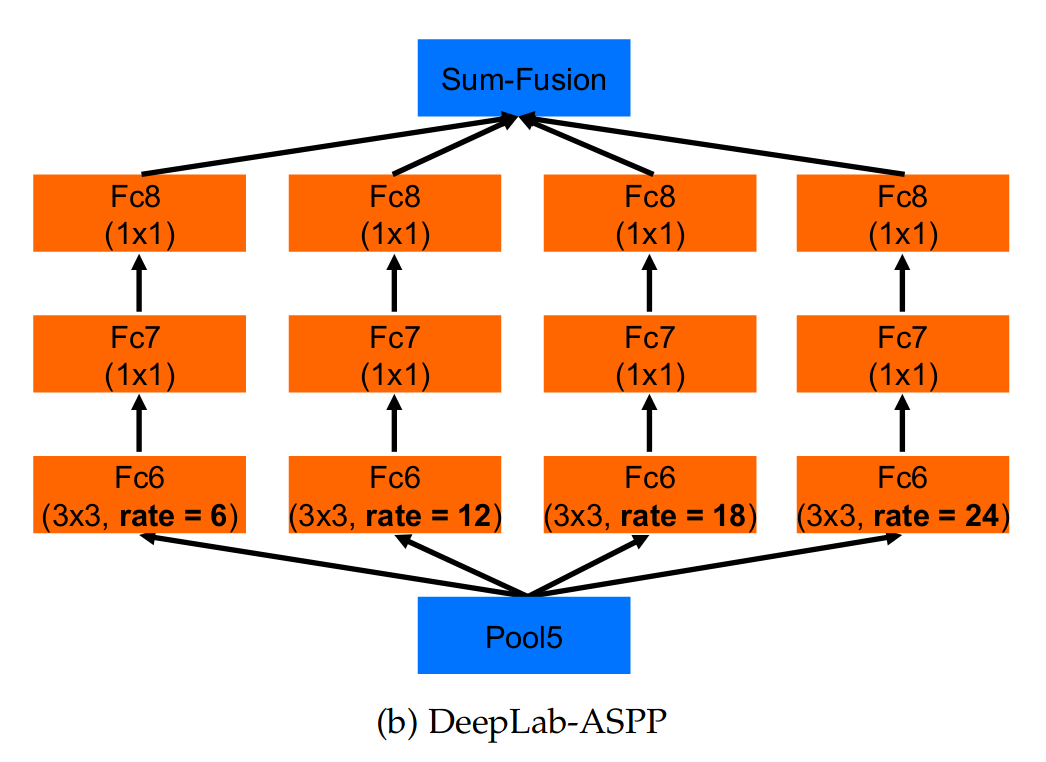 Sum-Fusion
Fc8
(1x1)
Fc8
(1x1)
Fc8
(1x1)
Fc8
(1x1)
Fc7
(1x1)
Fc7
(1x1)
Fc7
(1x1)
Fc7
(1x1)
Fc6
(3x3, rate = 6)
Fc6
(3x3, rate = 12)
Fc6
(3x3, rate = 18)
Fc6
(3x3, rate = 24)
Pool5
(b) DeepLab-ASPP